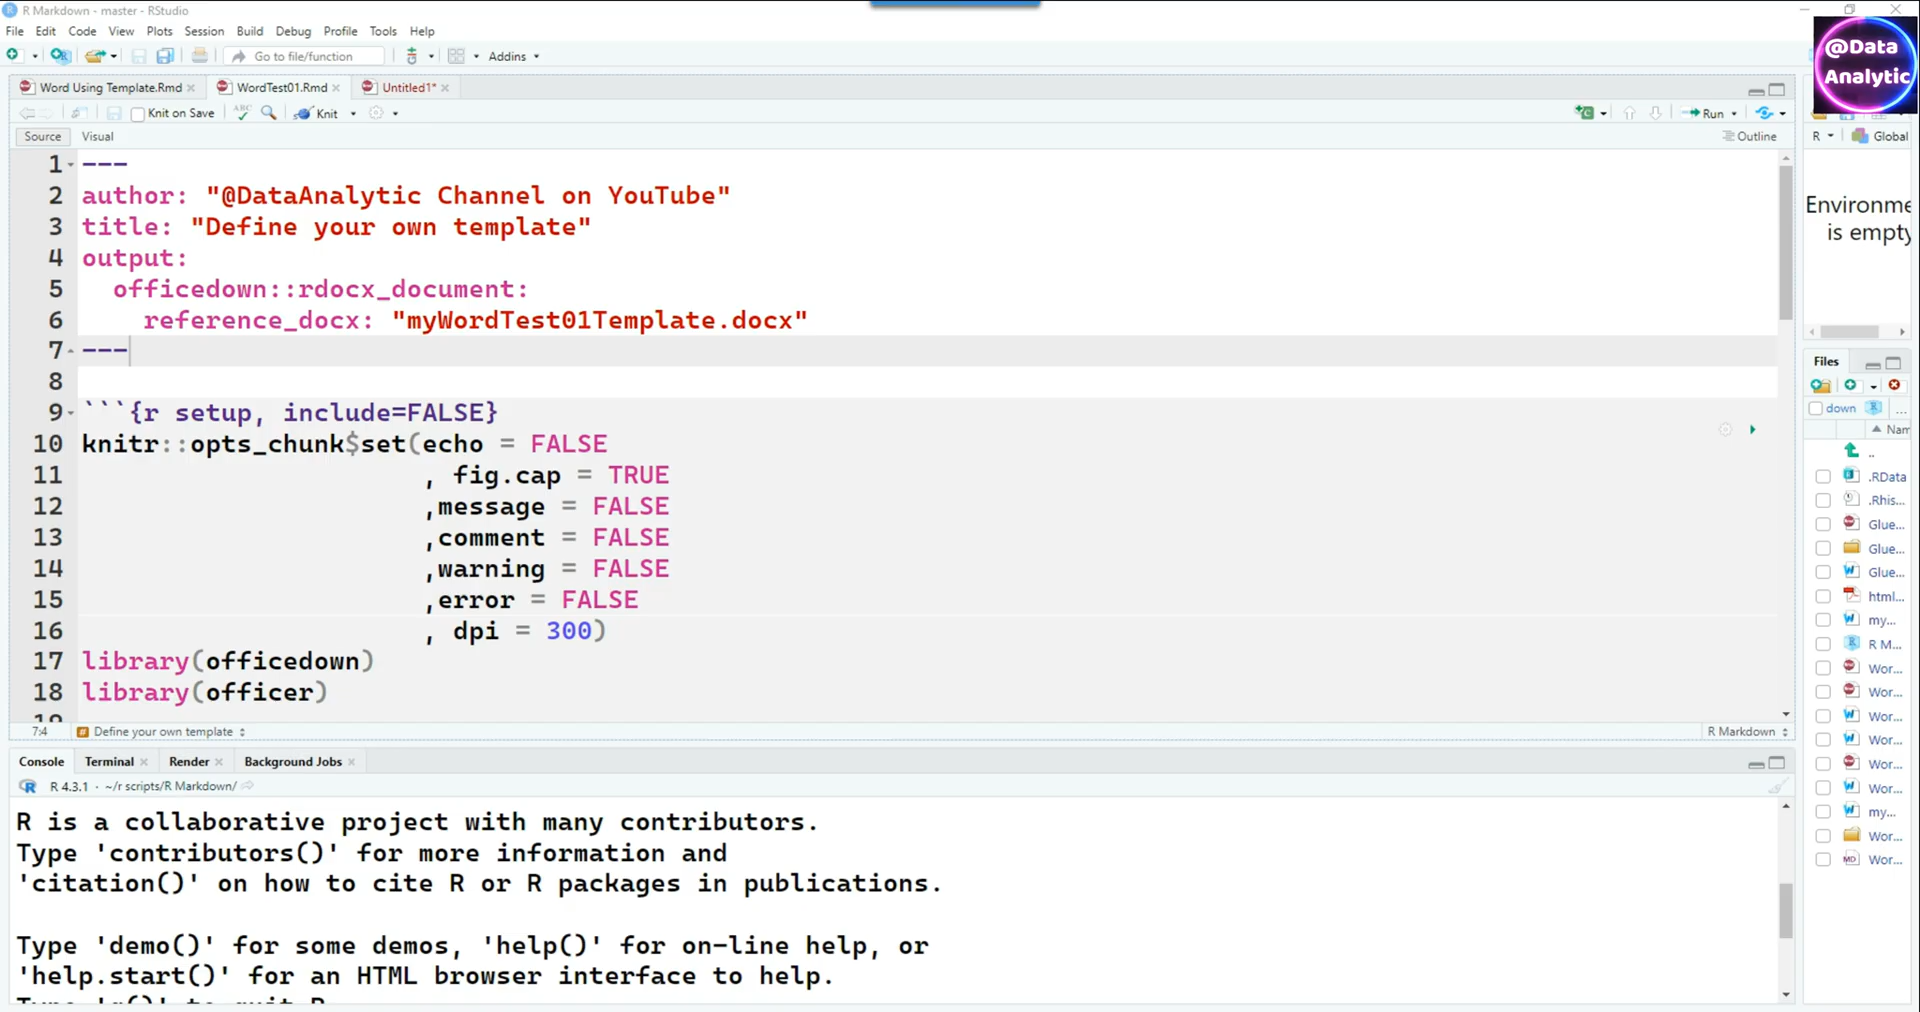 R Markdown - master - RStudio
File Edit Code View Plots Session Build Debug Profile Tools Help
Go to file/function Addins
@Data
Analytic
Word Using Template.Rmd WordTest01.Rmd Untitled1*
Knit on Save ABC Knit Run
Source Visual Outline
R Global
1 ---
2 author: "@DataAnalytic Channel on YouTube"
3 title: "Define your own template"
4 output:
5 officedown::rdocx_document:
6 reference_docx: "myWordTest01Template.docx"
7 ---
8
9 ```{r setup, include=FALSE}
10 knitr::opts_chunk$set(echo = FALSE
11 , fig.cap = TRUE
12 ,message = FALSE
13 ,comment = FALSE
14 ,warning = FALSE
15 ,error = FALSE
16 , dpi = 300)
17 library(officedown)
18 library(officer)
19
7:4 # Define your own template R Markdown
Console Terminal Render Background Jobs
R 4.3.1 · ~/r scripts/R Markdown/
R is a collaborative project with many contributors.
Type 'contributors()' for more information and
'citation()' on how to cite R or R packages in publications.
Type 'demo()' for some demos, 'help()' for on-line help, or
'help.start()' for an HTML browser interface to help.
Type 'q()' to quit R.
Environme
is empty
Files
down ...
Nam
..
.RData
.Rhis...
Glue...
Glue...
Glue...
html...
my...
R M...
Wor...
Wor...
Wor...
Wor...
Wor...
Wor...
my...
Wor...
MD Wor...